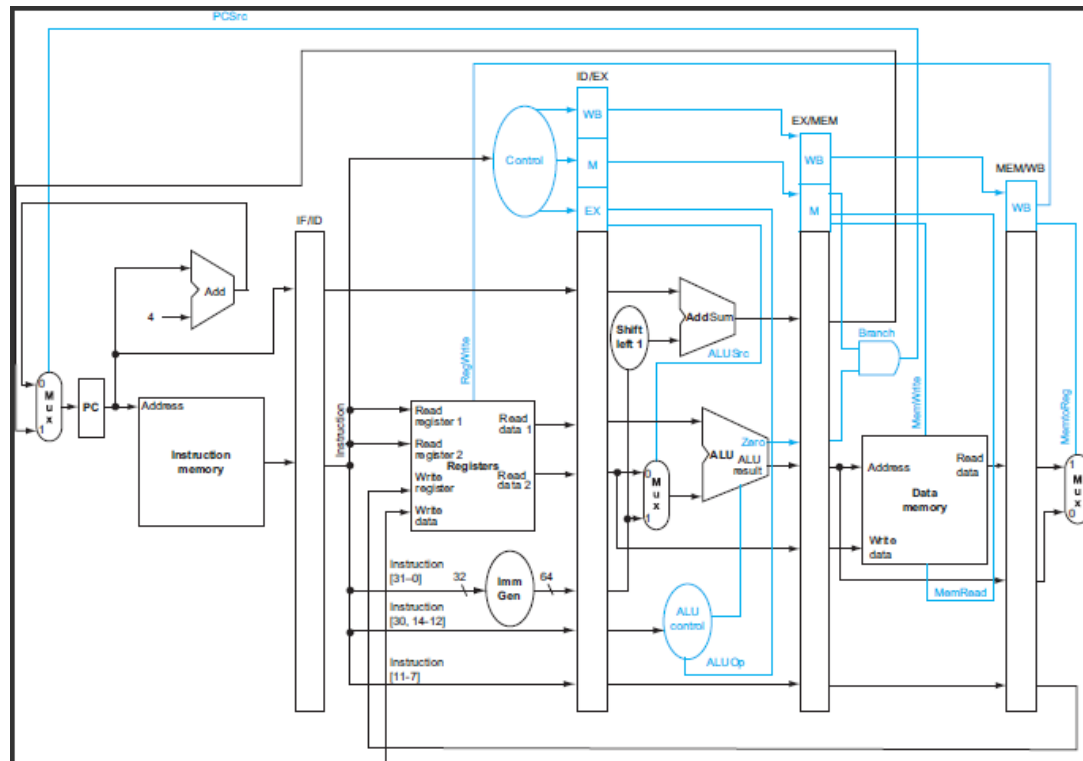 PCSrc
ID/EX
WB
EX/MEM
Control
M
WB
MEM/WB
EX
M
WB
IF/ID
Add
4
Add Sum
Shift
left 1
Branch
ALUSrc
RegWrite
MemWrite
MemtoReg
0
M
u
x
1
PC
Address
Instruction
memory
Instruction
Read
register 1
Read
register 2
Registers
Write
register
Write
data
Read
data 1
Read
data 2
0
M
u
x
1
Zero
ALU
ALU
result
Address
Read
data
Data
memory
Write
data
1
M
u
x
0
MemRead
Instruction
[31–0]
32
Imm
Gen
64
Instruction
[30, 14-12]
ALU
control
Instruction
[11-7]
ALUOp